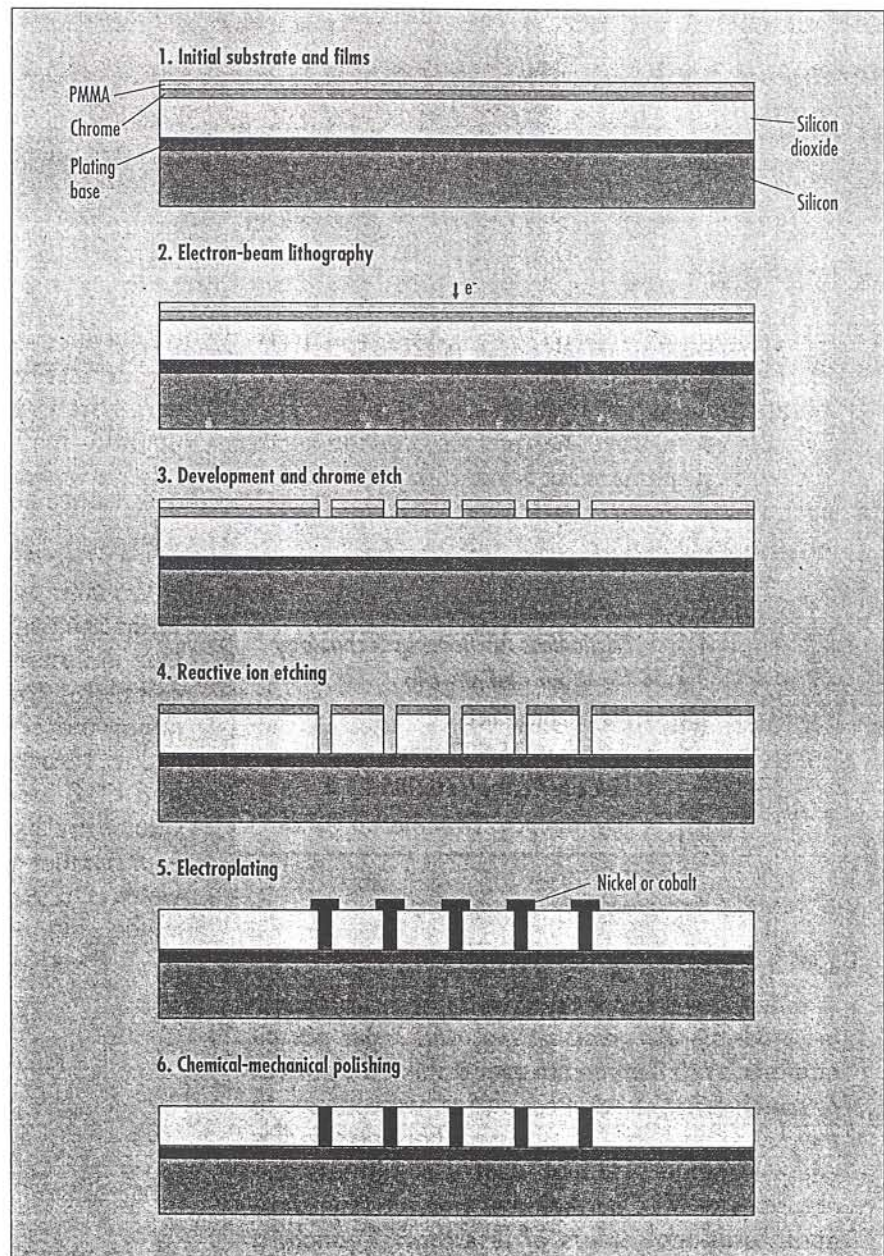 1. Initial substrate and films
PMMA
Chrome
Plating
base
Silicon
dioxide
Silicon
2. Electron-beam lithography
e-
3. Development and chrome etch
4. Reactive ion etching
5. Electroplating
Nickel or cobalt
6. Chemical-mechanical polishing